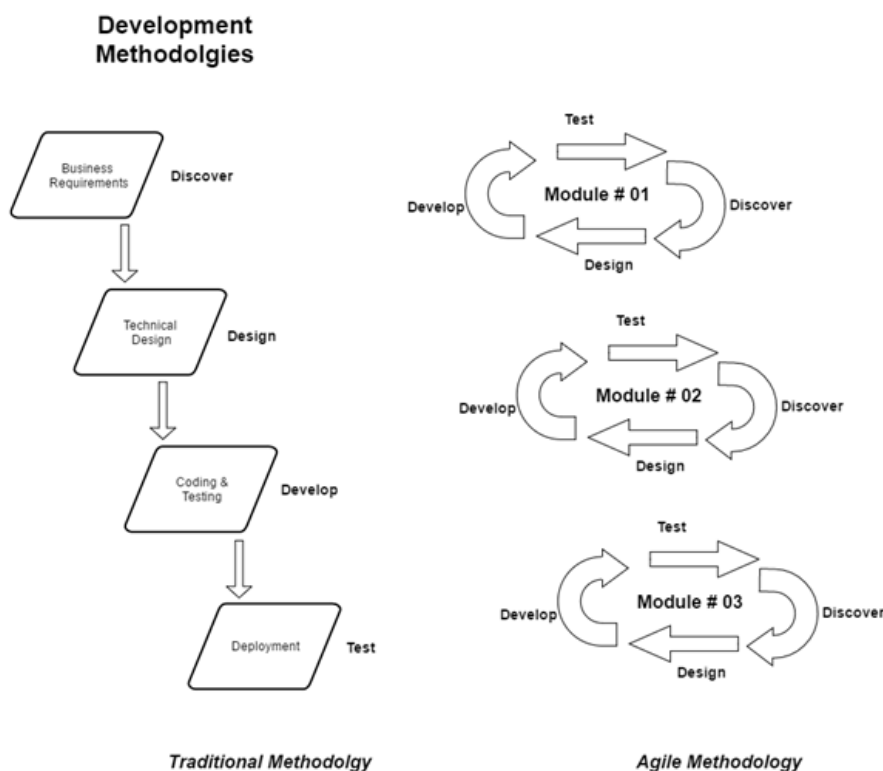 Development
Methodolgies
Business
Requirements
Discover
Technical
Design
Design
Coding &
Testing
Develop
Deployment
Test
Traditional Methodolgy
Test
Module # 01
Develop
Discover
Design
Test
Module # 02
Develop
Discover
Design
Test
Module # 03
Develop
Discover
Design
Agile Methodology